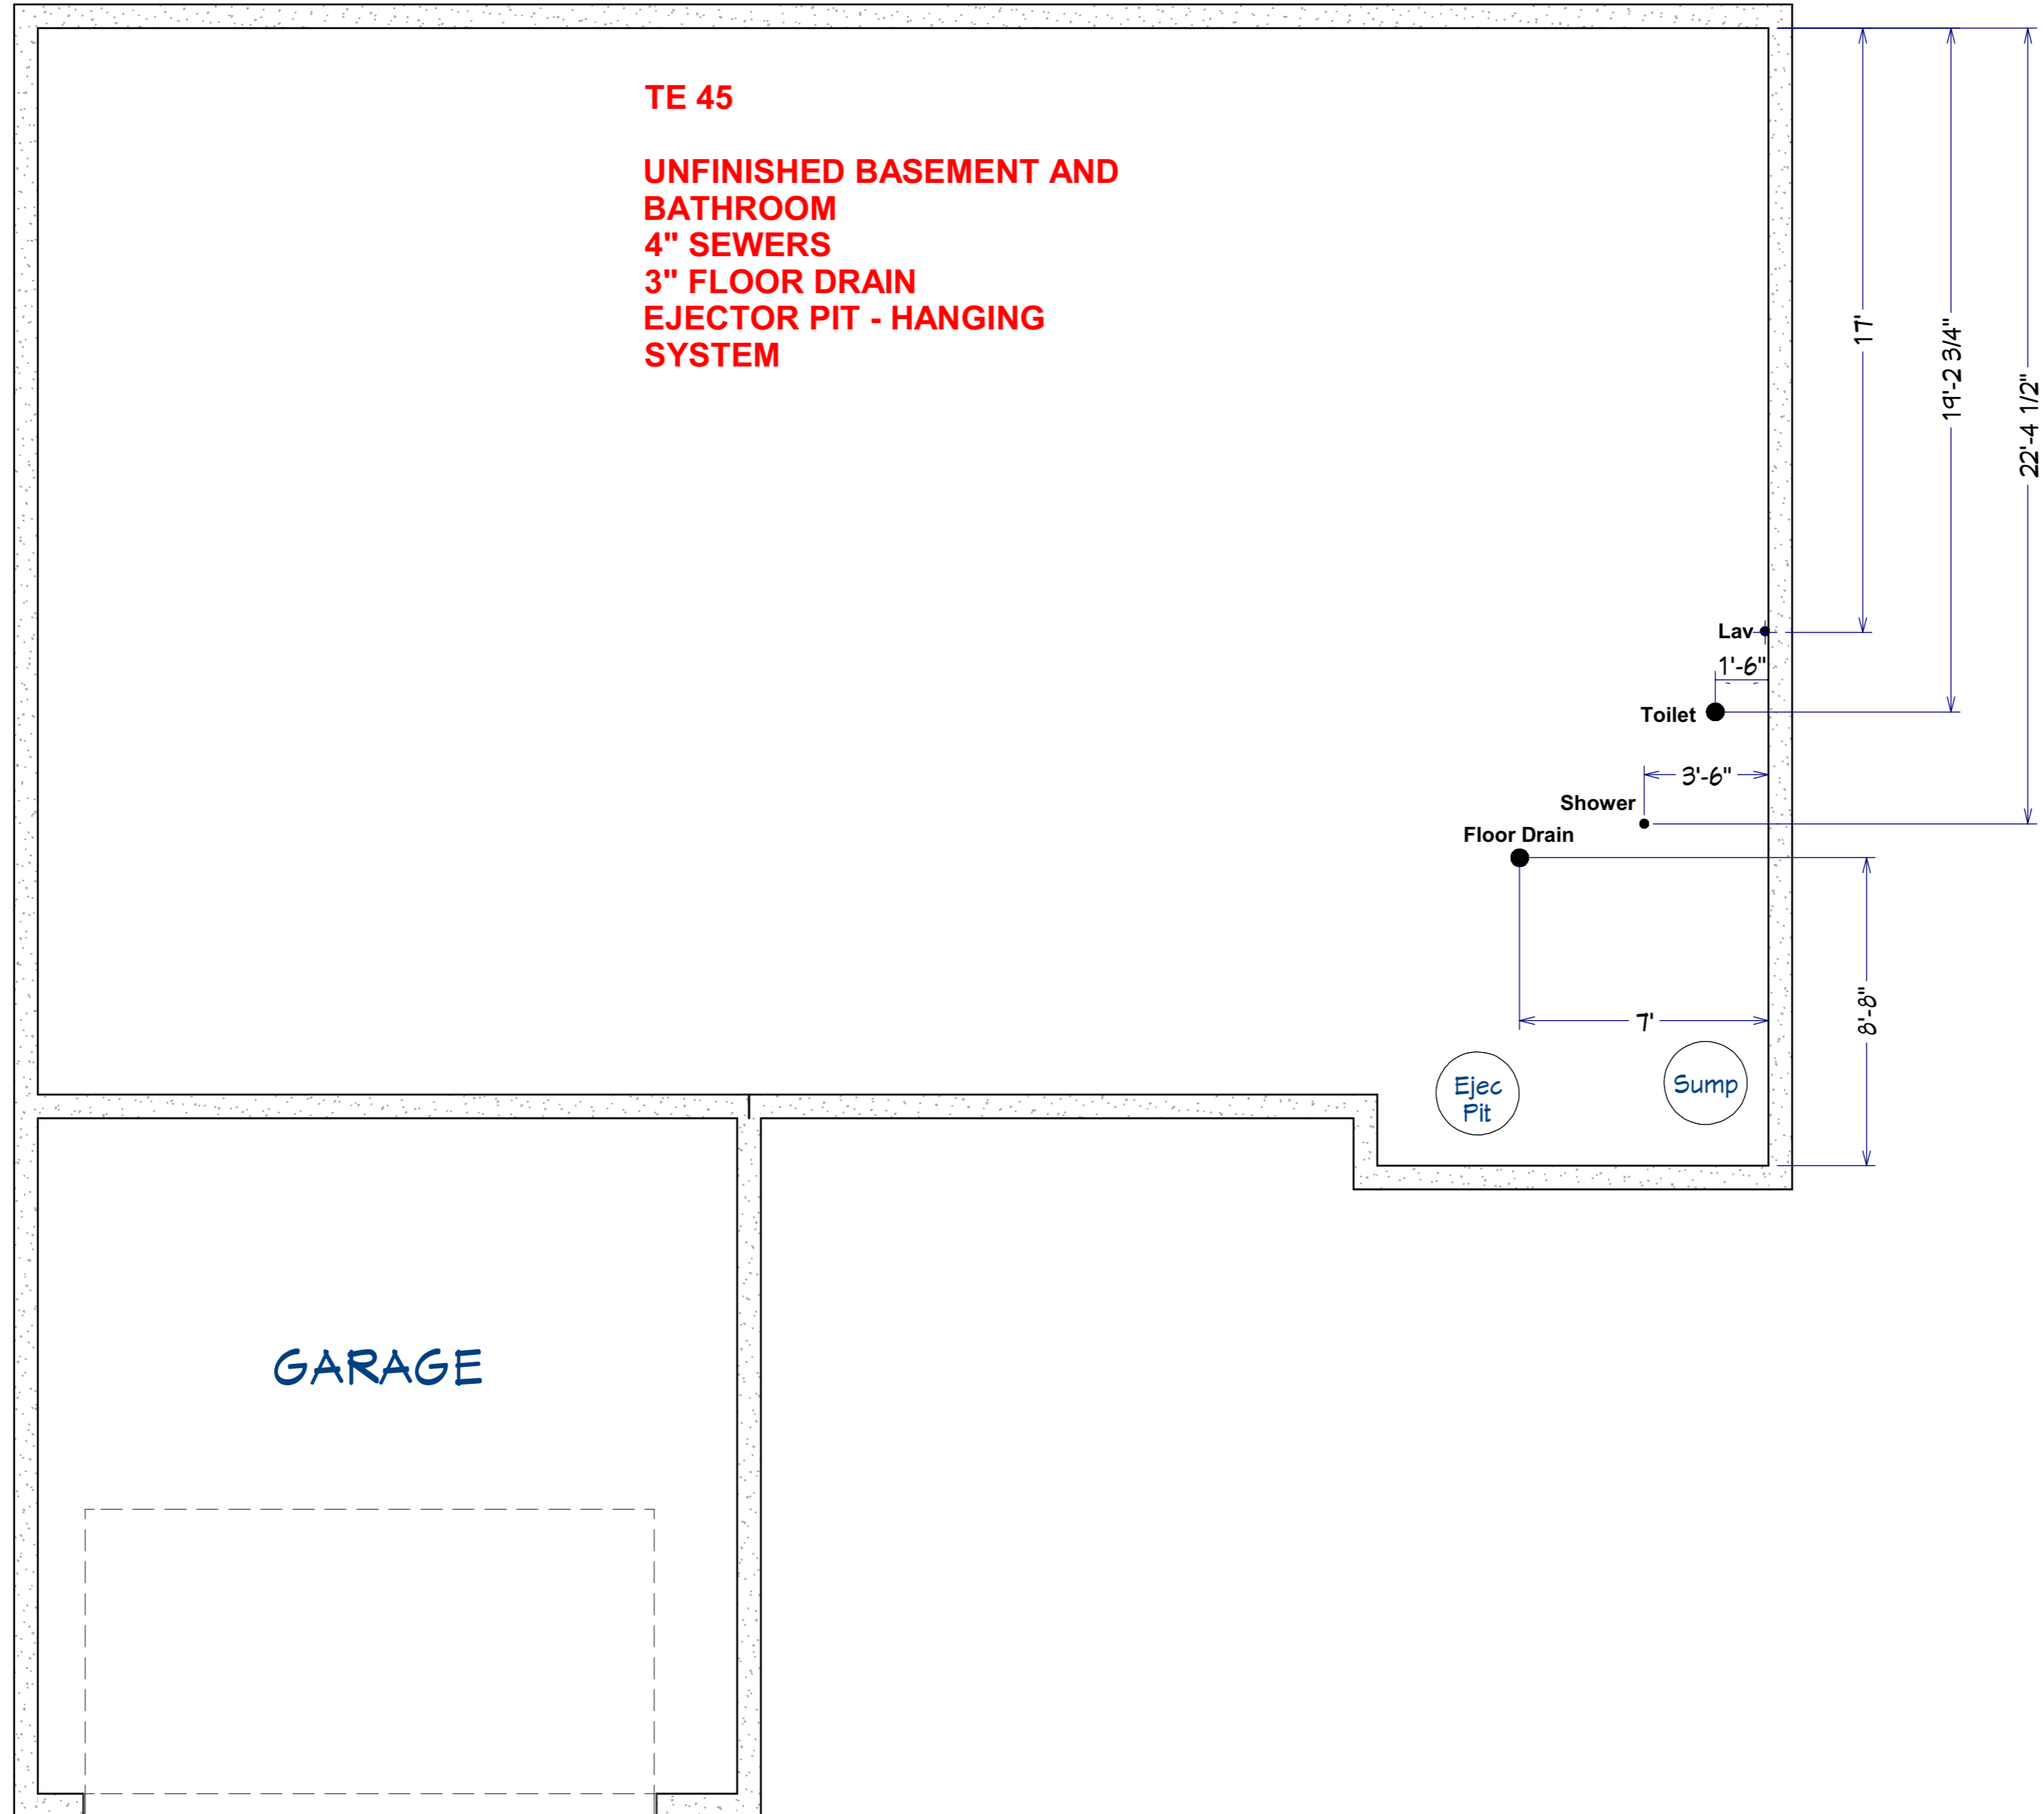 TE 45
UNFINISHED BASEMENT AND
BATHROOM
4" SEWERS
3" FLOOR DRAIN
EJECTOR PIT - HANGING
SYSTEM
17'
19'-2 3/4"
22'-4 1/2"
Lav
1'-6"
Toilet
3'-6"
Shower
Floor Drain
8'-8"
7'
Ejec
Pit
Sump
GARAGE